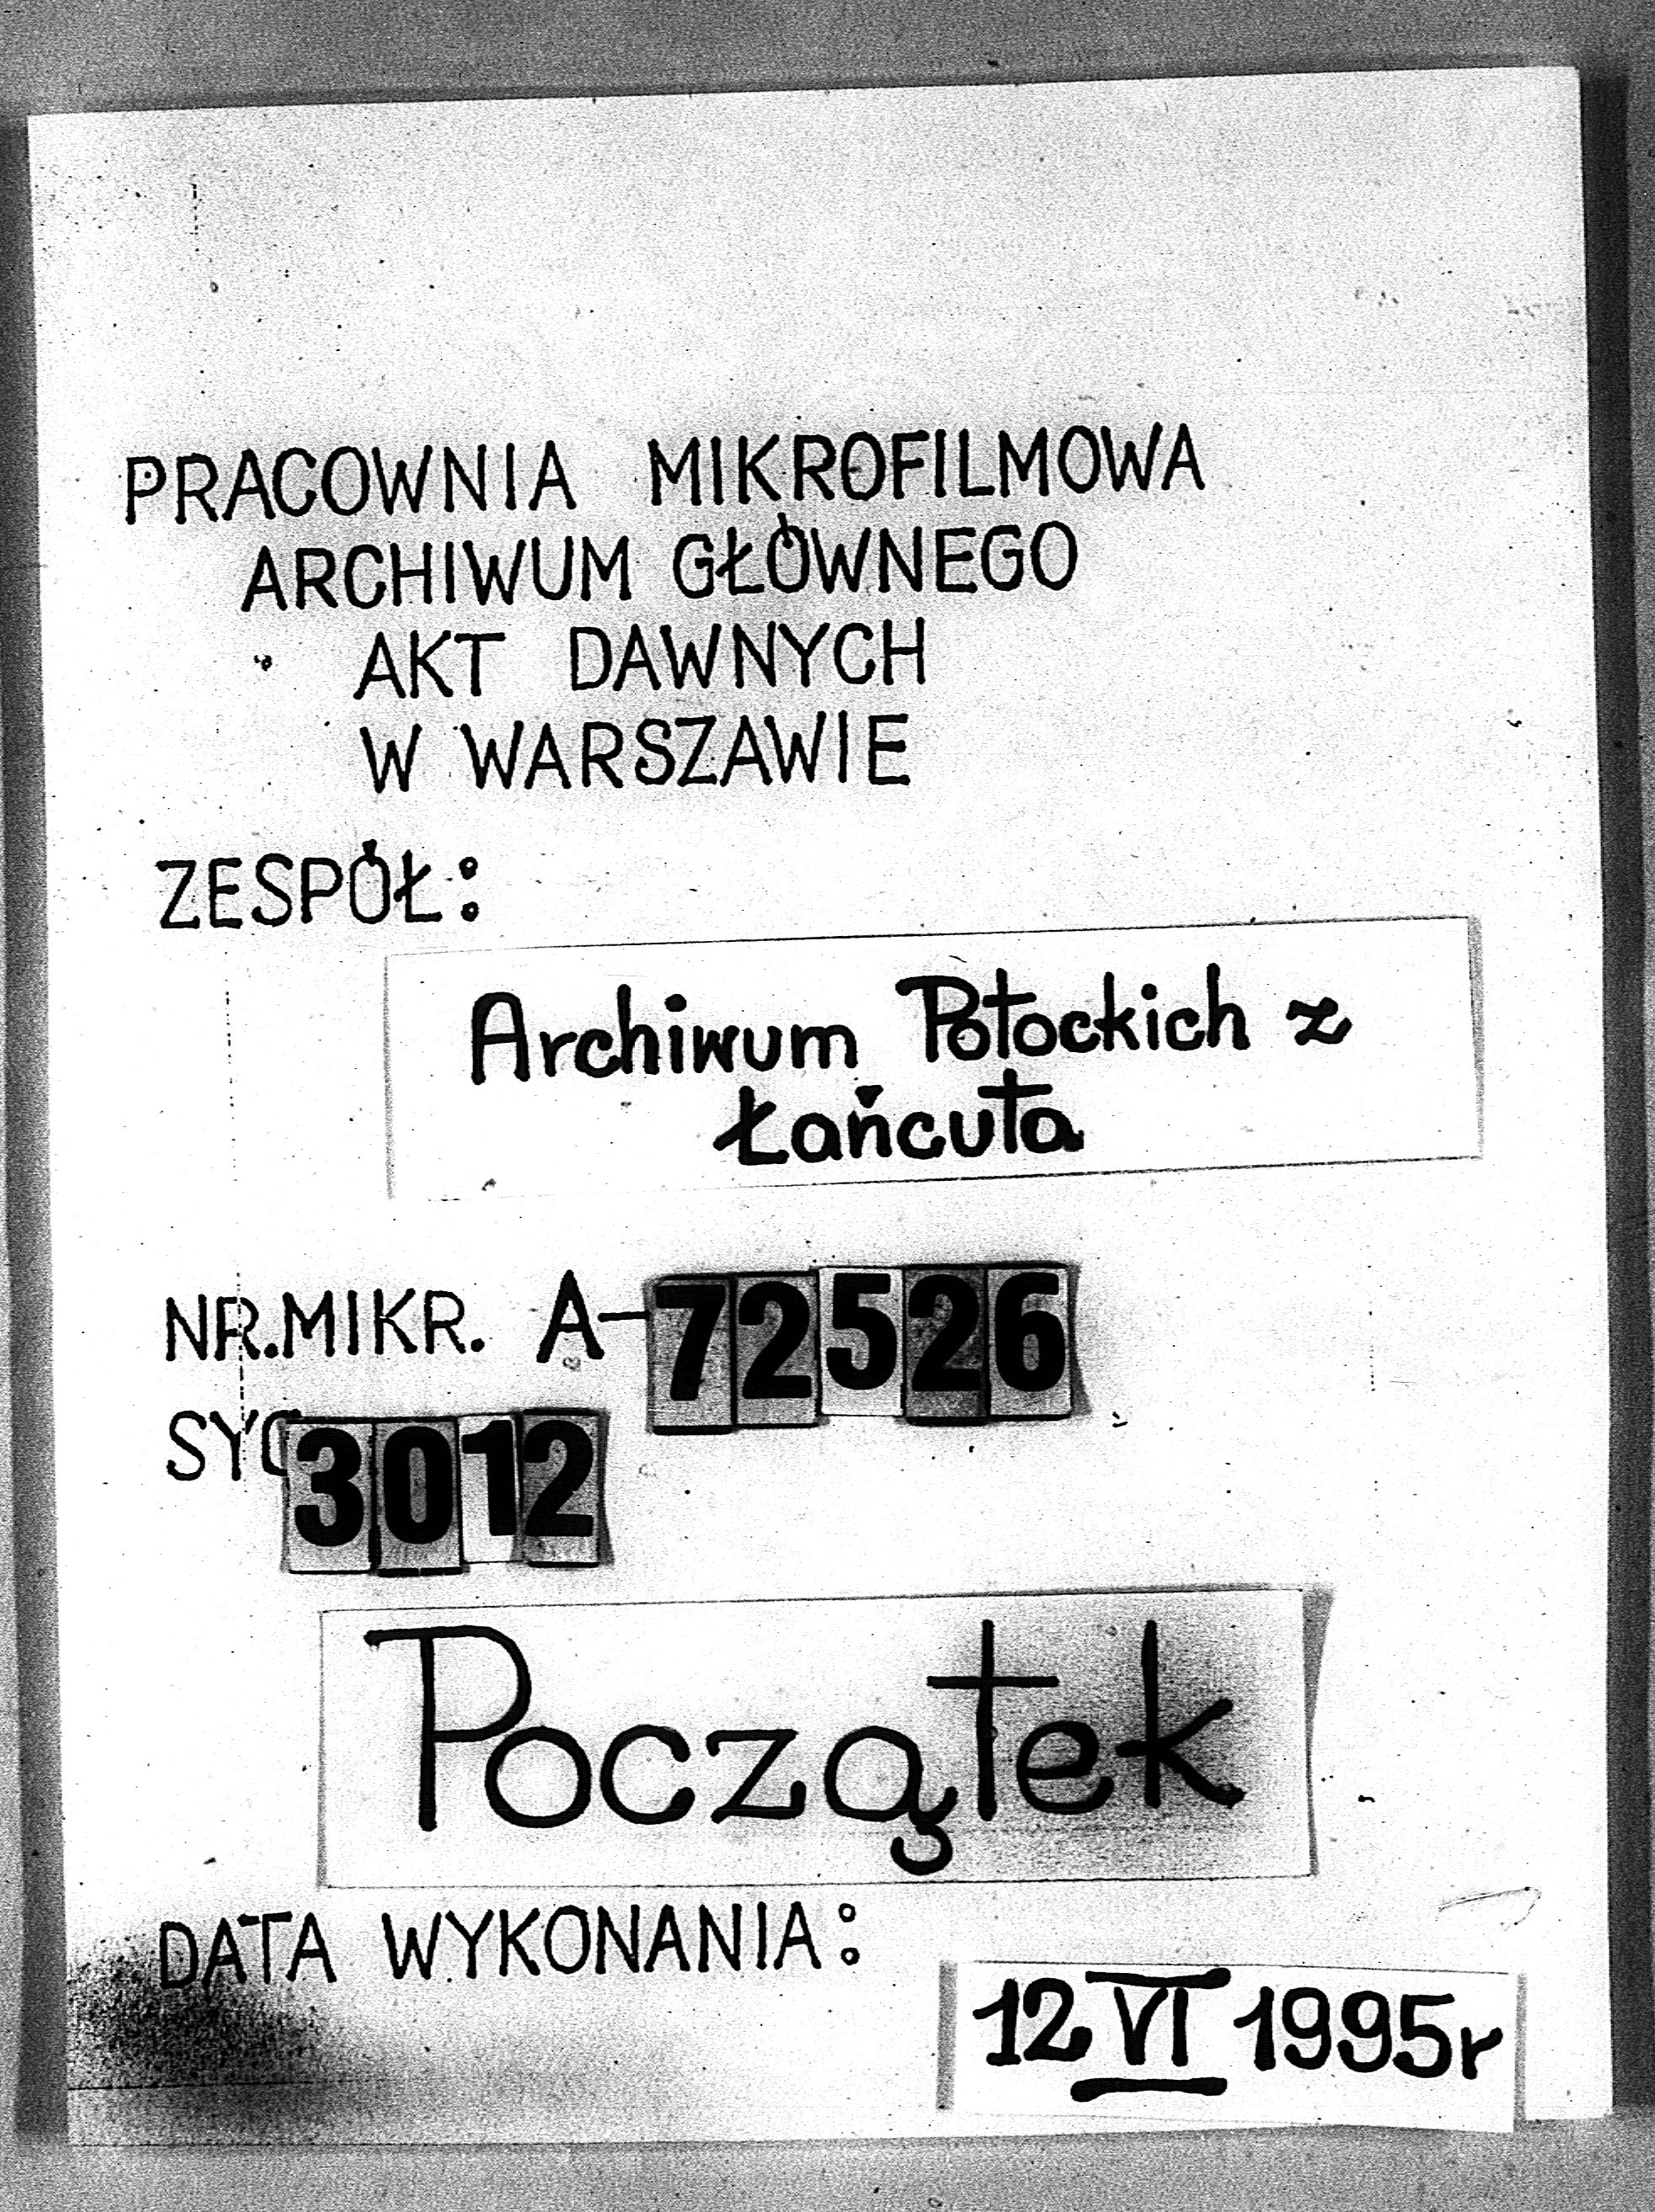 PRACOWNIA MIKROFILMOWA
ARCHIWUM GŁÓWNEGO
AKT DAWNYCH
W WARSZAWIE
ZESPÓŁ:
Archiwum Potockich z
Łańcuta
NR.MIKR. A-72526
SYG 3012
Początek
DATA WYKONANIA:
12 VI 1995r